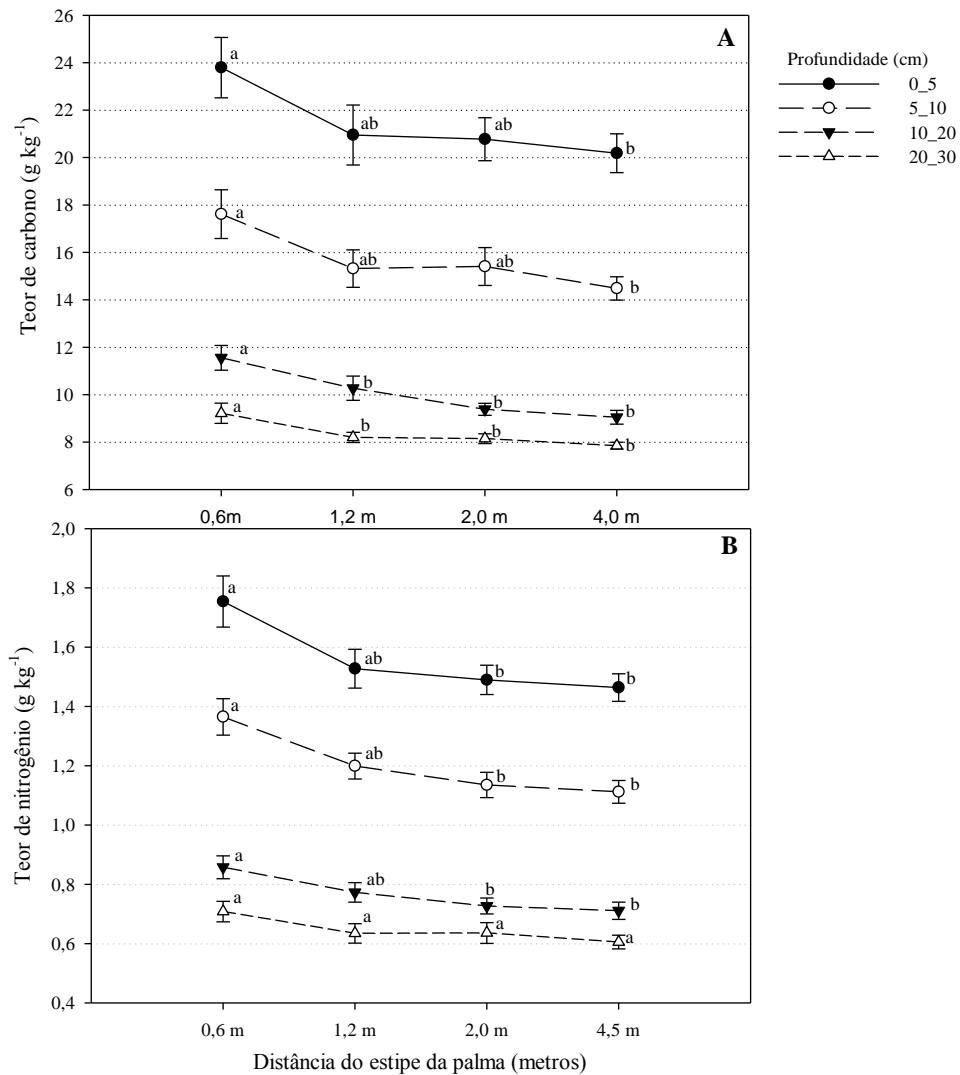 A
Teor de carbono (g kg⁻¹)
26
24
22
20
18
16
14
12
10
8
6
a
ab
ab
b
a
ab
ab
b
a
b
b
b
a
b
b
b
0,6m 1,2 m 2,0 m 4,0 m
Profundidade (cm)
0_5
5_10
10_20
20_30
B
Teor de nitrogênio (g kg⁻¹)
2,0
1,8
1,6
1,4
1,2
1,0
0,8
0,6
0,4
a
ab
b
b
a
ab
b
b
a
ab
b
b
a
a
a
a
0,6 m 1,2 m 2,0 m 4,5 m
Distância do estipe da palma (metros)